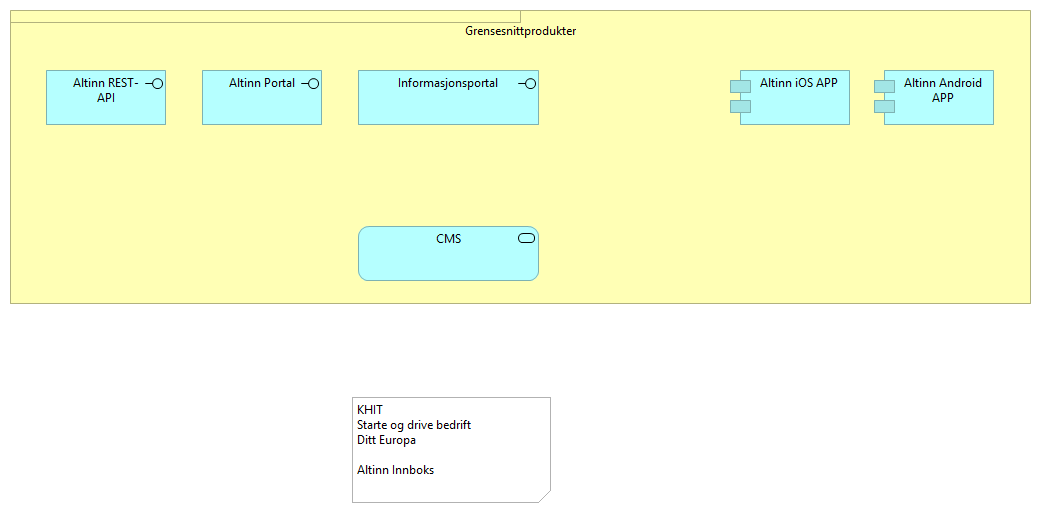 Grensesnittprodukter
Altinn REST-
API
Altinn Portal
Informasjonsportal
Altinn iOS APP
Altinn Android
APP
CMS
KHIT
Starte og drive bedrift
Ditt Europa
Altinn Innboks